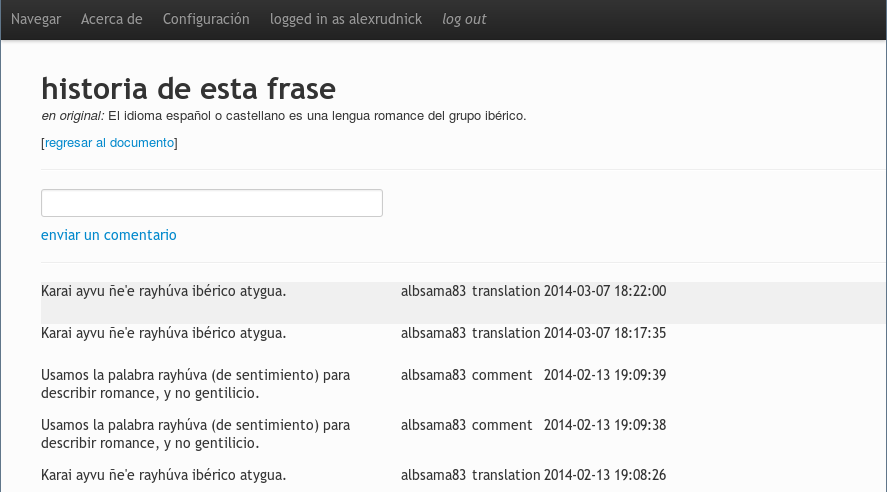 Navegar Acerca de Configuración logged in as alexrudnick log out
historia de esta frase
en original: El idioma español o castellano es una lengua romance del grupo ibérico.
[regresar al documento]
enviar un comentario
Karai ayvu ñe'e rayhúva ibérico atygua. albsama83 translation 2014-03-07 18:22:00
Karai ayvu ñe'e rayhúva ibérico atygua. albsama83 translation 2014-03-07 18:17:35
Usamos la palabra rayhúva (de sentimiento) para albsama83 comment 2014-02-13 19:09:39
describir romance, y no gentilicio.
Usamos la palabra rayhúva (de sentimiento) para albsama83 comment 2014-02-13 19:09:38
describir romance, y no gentilicio.
Karai ayvu ñe'e rayhúva ibérico atygua. albsama83 translation 2014-02-13 19:08:26